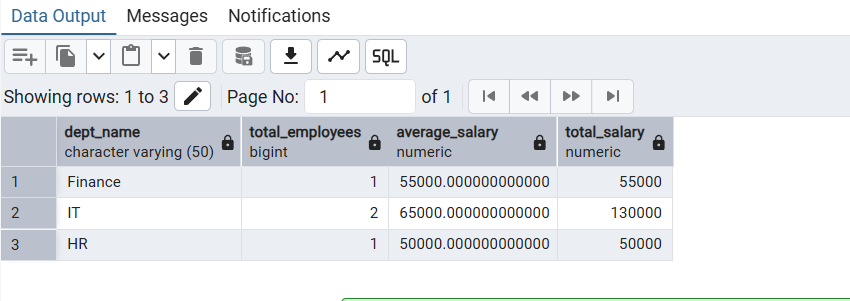 Data Output Messages Notifications
SQL
Showing rows: 1 to 3 Page No: 1 of 1
dept_name total_employees average_salary total_salary
character varying (50) bigint numeric numeric
1 Finance 1 55000.000000000000 55000
2 IT 2 65000.000000000000 130000
3 HR 1 50000.000000000000 50000